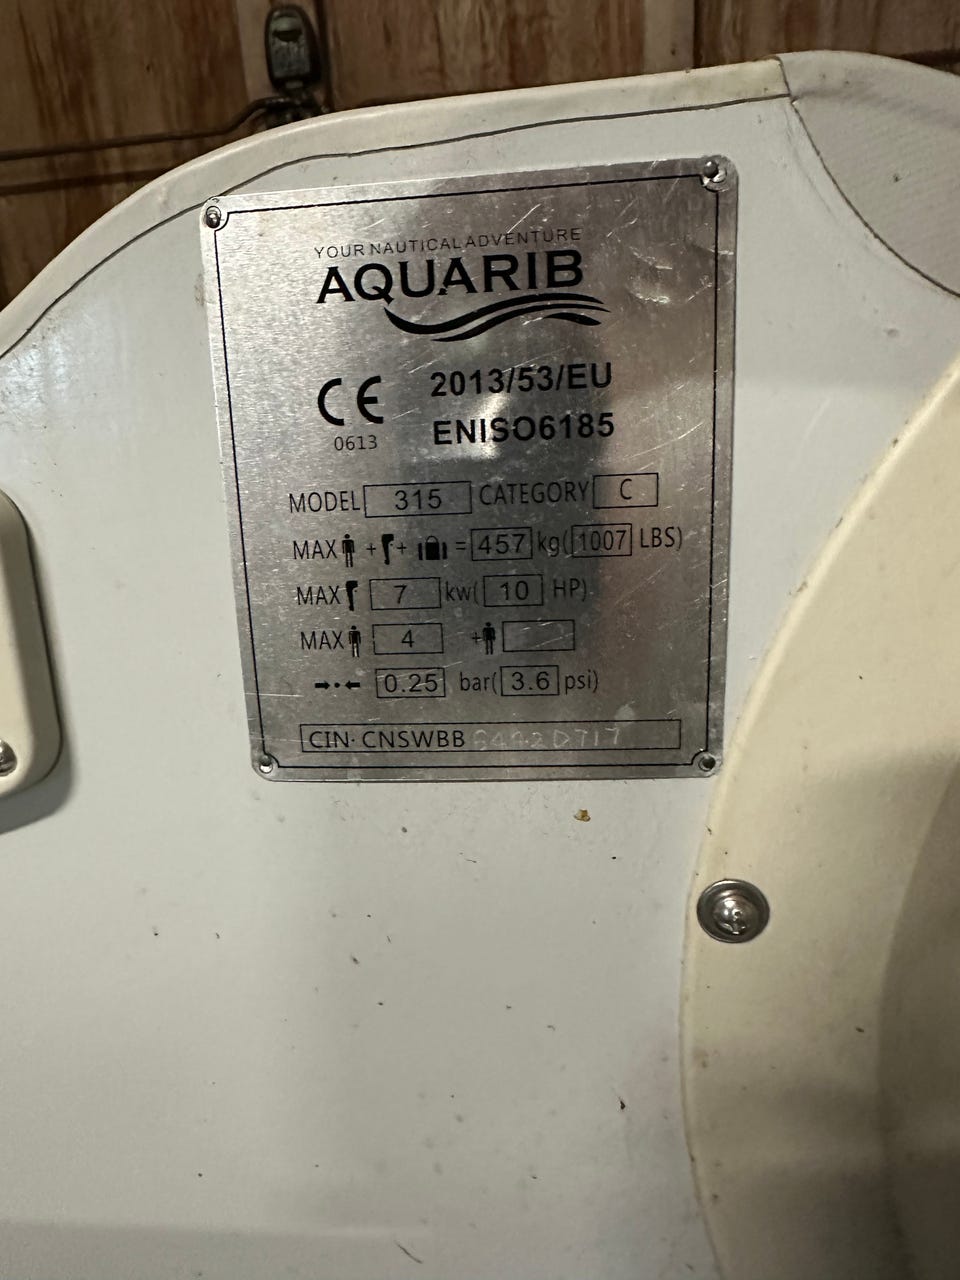 YOUR NAUTICAL ADVENTURE
AQUARIB
CE 2013/53/EU
0613 ENISO6185
MODEL 315 CATEGORY C
MAX + + = 457 kg( 1007 LBS)
MAX 7 kw( 10 HP)
MAX 4 +
0.25 bar( 3.6 psi)
CIN· CNSWBB